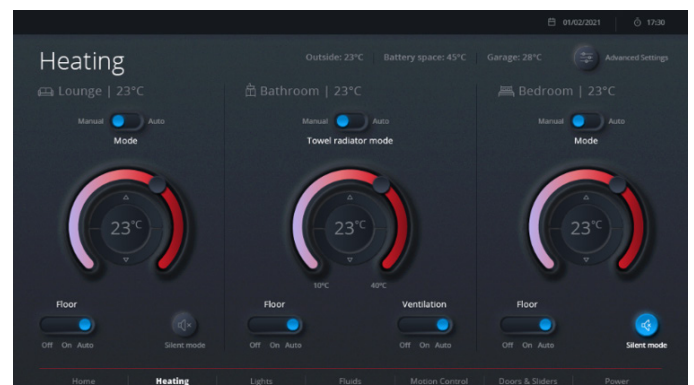 01/02/2021 17:30
Heating
Outside: 23°C Battery space: 45°C Garage: 28°C Advanced Settings
Lounge | 23°C Bathroom | 23°C Bedroom | 23°C
Manual Auto Manual Auto Manual Auto
Mode Towel radiator mode Mode
23°C 23°C 23°C
10°C 40°C
Floor Floor Ventilation Floor
Off On Auto Silent mode Off On Auto Off On Auto Off On Auto Silent mode
Home Heating Lights Fluids Motion Control Doors & Sliders Power